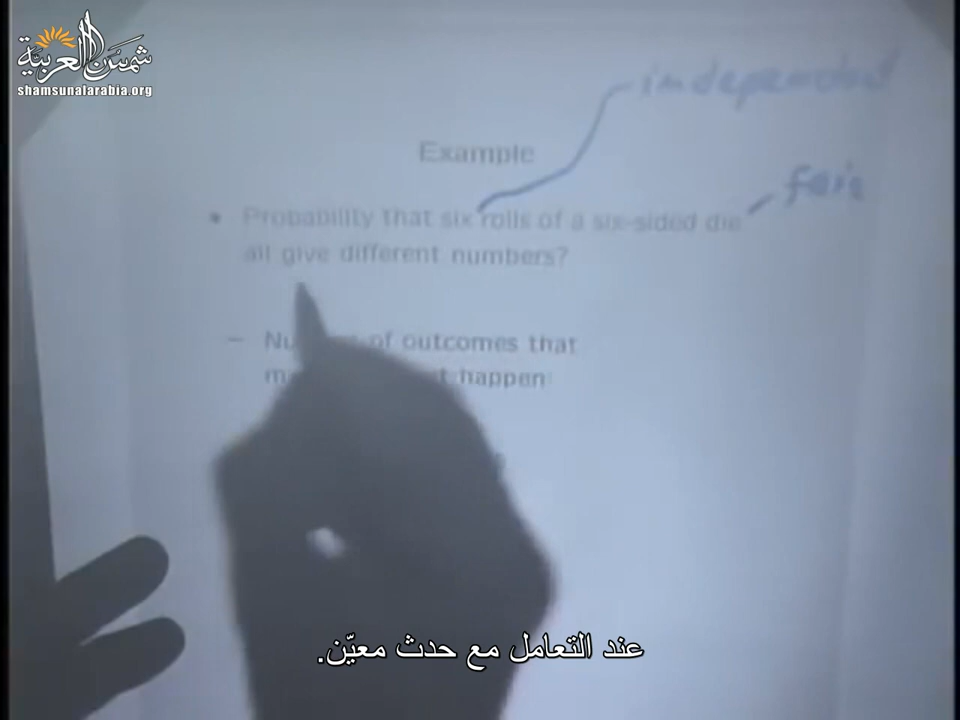 شمس العربية
shamsunalarabia.org
independent
Example
fair
• Probability that six rolls of a six-sided die
all give different numbers?
– of outcomes that
happen
عند التعامل مع حدث معيّن.